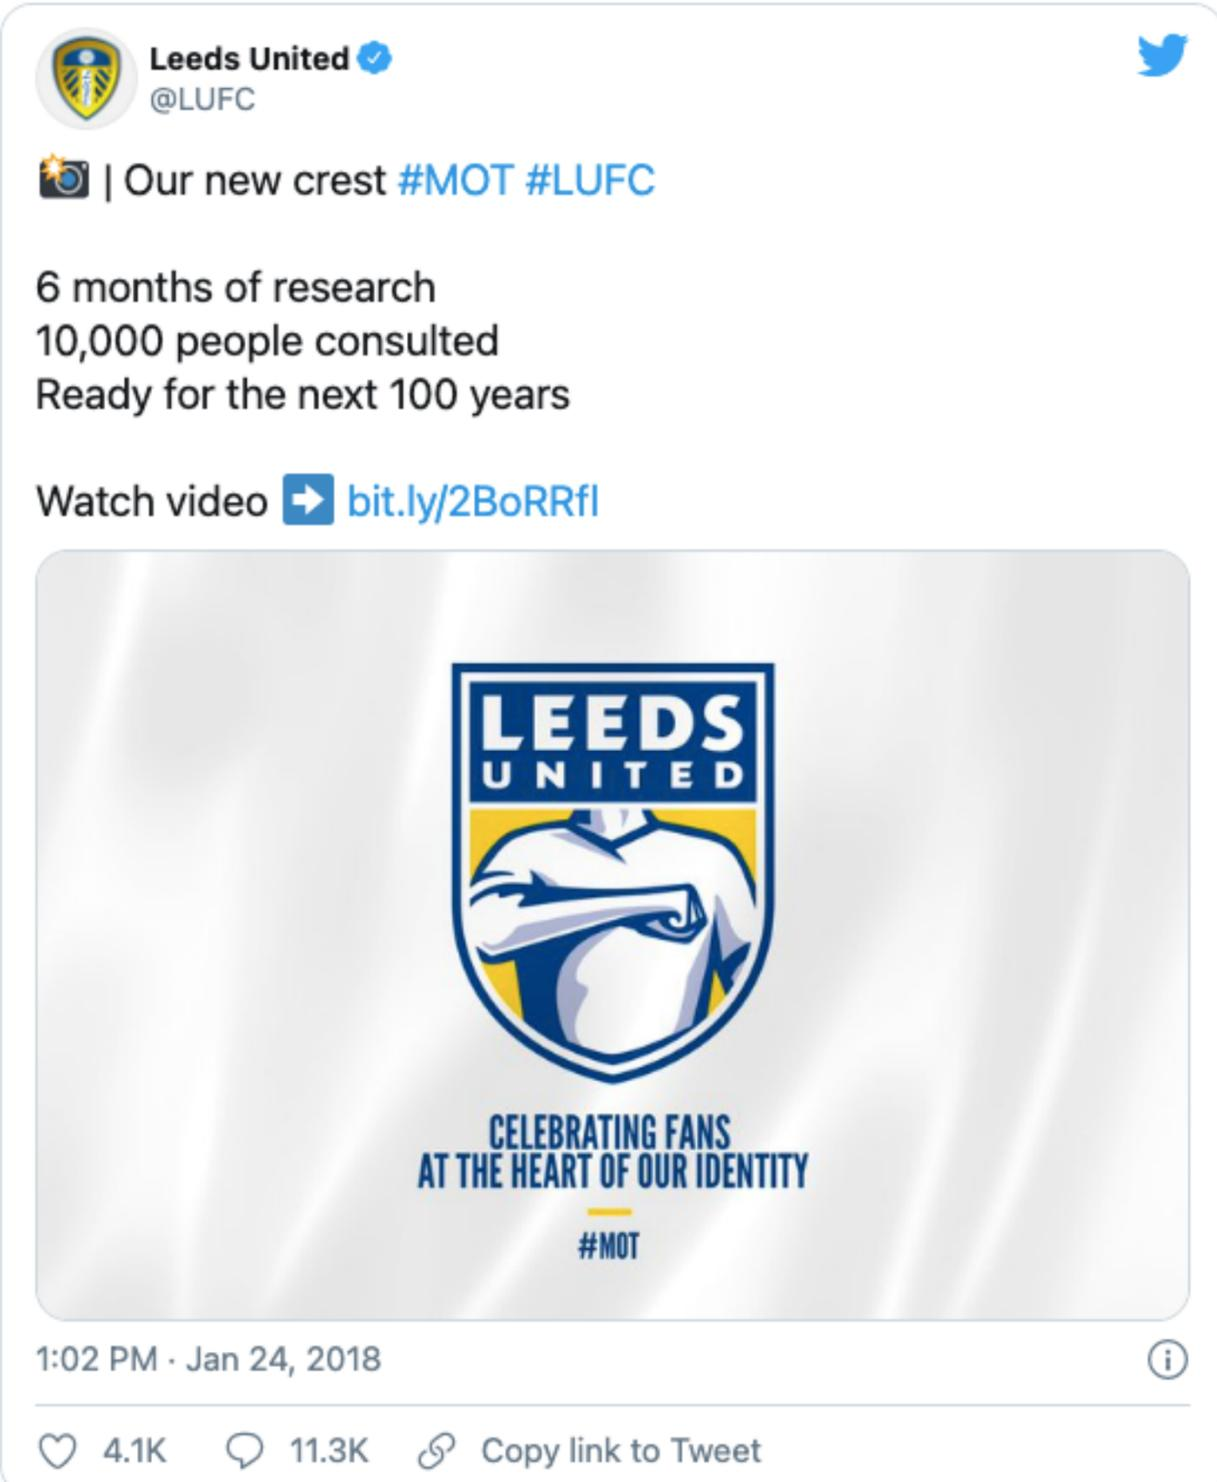 Leeds United
@LUFC
| Our new crest #MOT #LUFC
6 months of research
10,000 people consulted
Ready for the next 100 years
Watch video ➡ bit.ly/2BoRRfl
LEEDS
UNITED
CELEBRATING FANS
AT THE HEART OF OUR IDENTITY
#MOT
1:02 PM · Jan 24, 2018
4.1K 11.3K Copy link to Tweet